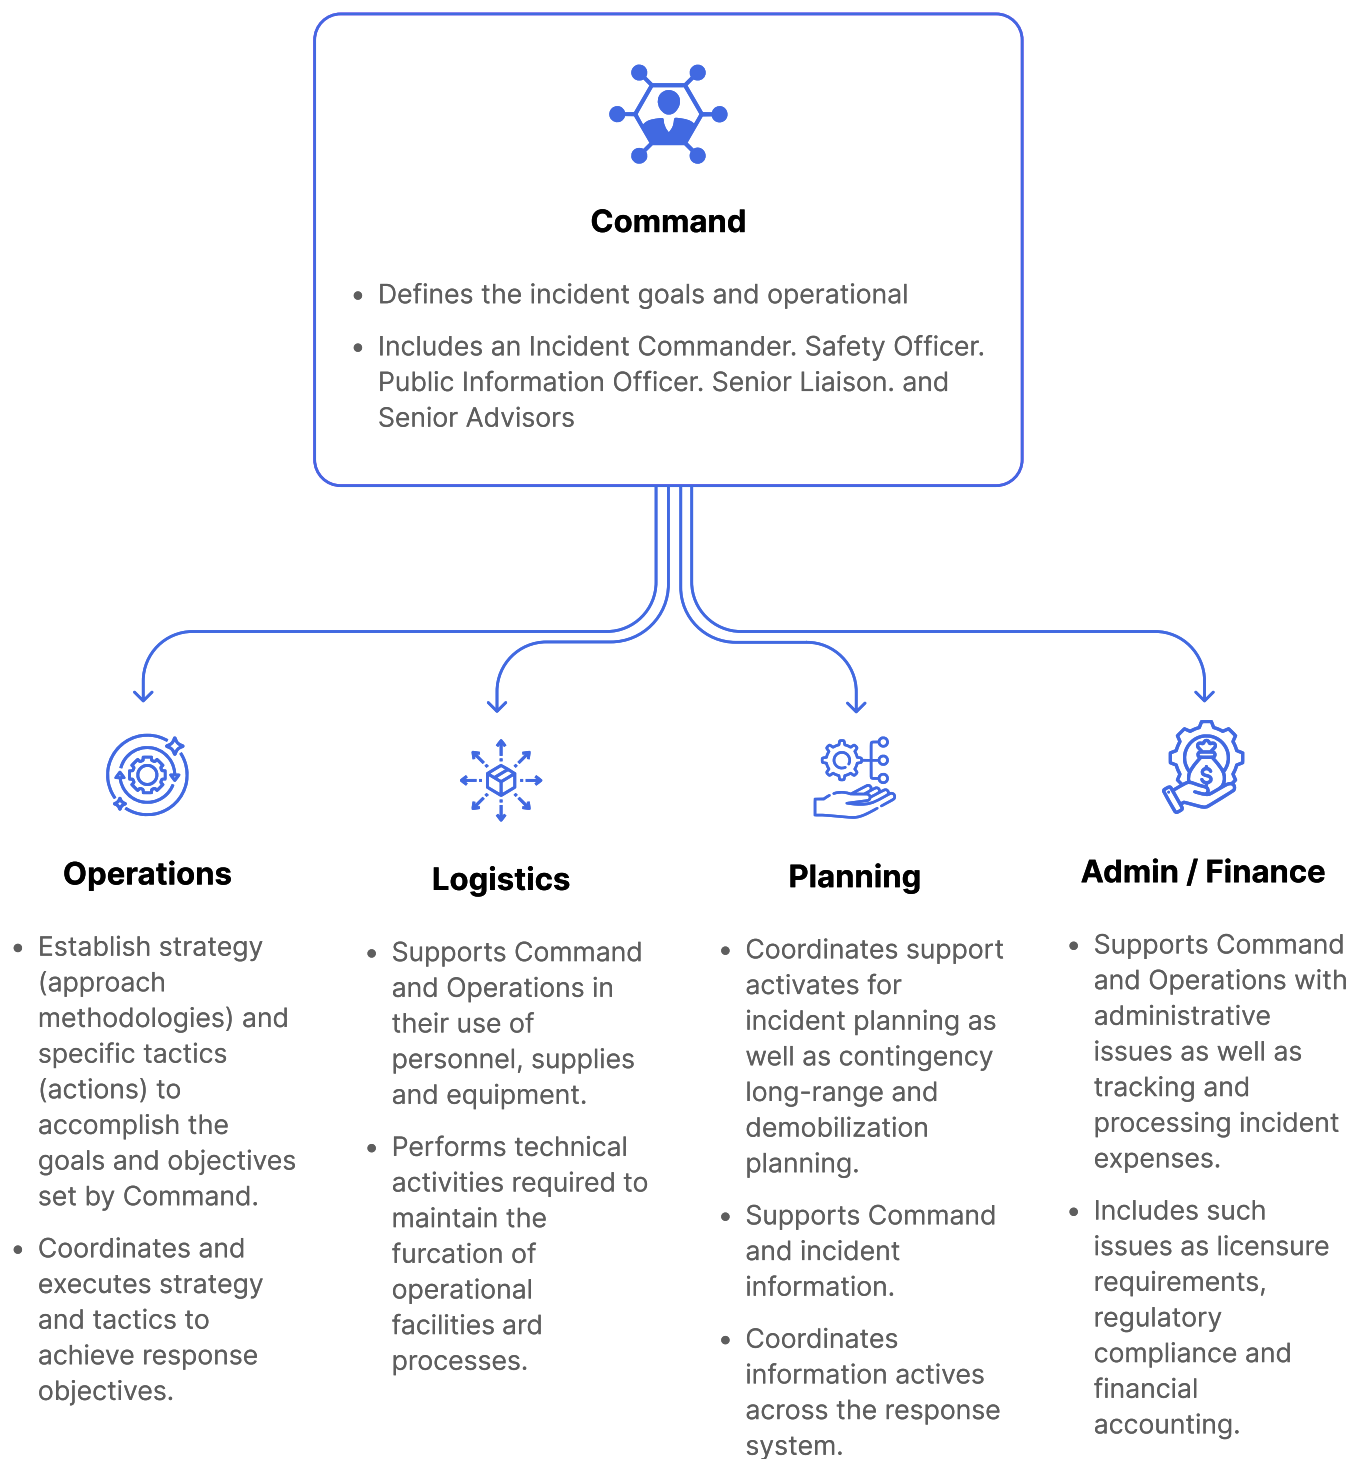 Command
• Defines the incident goals and operational
• Includes an Incident Commander. Safety Officer.
Public Information Officer. Senior Liaison. and
Senior Advisors
Operations
• Establish strategy
(approach
methodologies) and
specific tactics
(actions) to
accomplish the
goals and objectives
set by Command.
• Coordinates and
executes strategy
and tactics to
achieve response
objectives.
Logistics
• Supports Command
and Operations in
their use of
personnel, supplies
and equipment.
• Performs technical
activities required to
maintain the
furcation of
operational
facilities ard
processes.
Planning
• Coordinates support
activates for
incident planning as
well as contingency
long-range and
demobilization
planning.
• Supports Command
and incident
information.
• Coordinates
information actives
across the response
system.
Admin / Finance
• Supports Command
and Operations with
administrative
issues as well as
tracking and
processing incident
expenses.
• Includes such
issues as licensure
requirements,
regulatory
compliance and
financial
accounting.
$